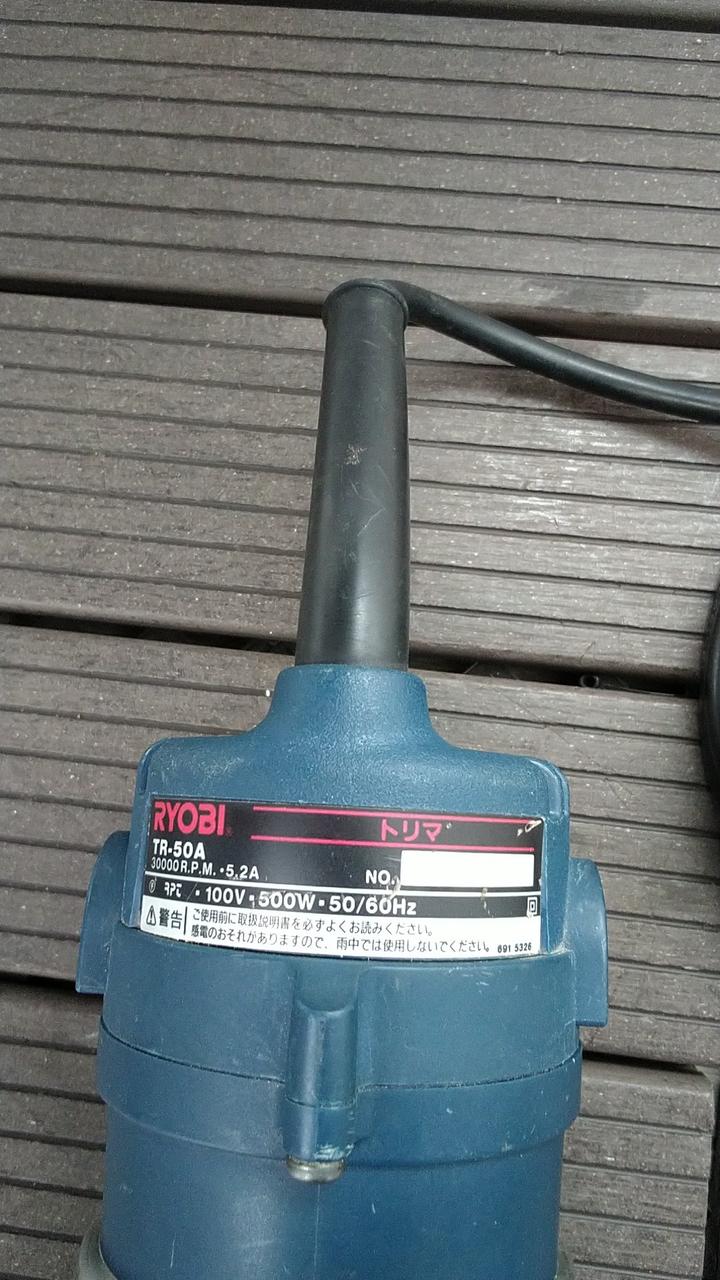 RYOBI®
トリマ
TR-50A
30000R.P.M.・5.2A
NO.
100V・500W・50/60Hz
警告
ご使用前に取扱説明書を必ずよくお読みください。
感電のおそれがありますので、雨中では使用しないでください。
691 5326